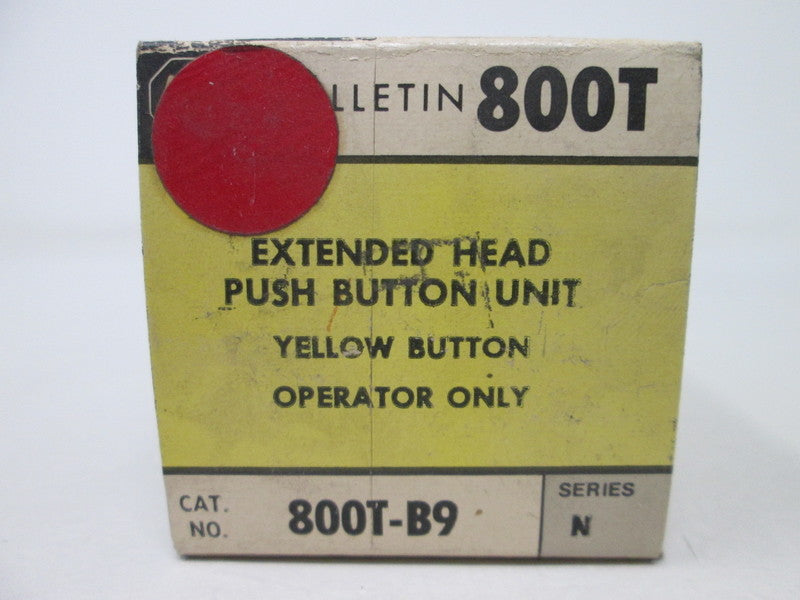 LLETIN 800T
EXTENDED HEAD
PUSH BUTTON UNIT
YELLOW BUTTON
OPERATOR ONLY
CAT. NO. 800T-B9
SERIES N